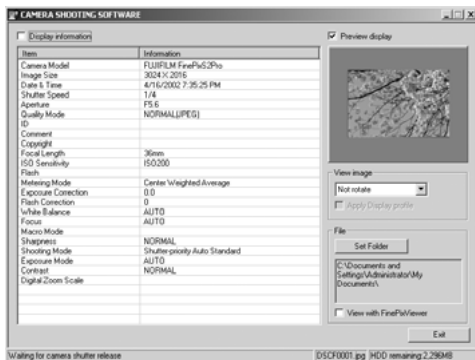 CAMERA SHOOTING SOFTWARE
Display information
Item Information
Camera Model FUJIFILM FinePixS2Pro
Image Size 3024 X 2016
Date & Time 4/16/2002 7:35:25 PM
Shutter Speed 1/4
Aperture F5.6
Quality Mode NORMAL(JPEG)
ID
Comment
Copyright
Focal Length 36mm
ISO Sensitivity ISO200
Flash
Metering Mode Center Weighted Average
Exposure Correction 0.0
Flash Correction 0
White Balance AUTO
Focus AUTO
Macro Mode
Sharpness NORMAL
Shooting Mode Shutter-priority Auto Standard
Exposure Mode AUTO
Contrast NORMAL
Digital Zoom Scale
Preview display
View image
Not rotate
Apply Display profile
File
Set Folder
C:\Documents and
Settings\Administrator\My
Documents\
View with FinePixViewer
Exit
Waiting for camera shutter release DSCF0001.jpg HDD remaining:2,296MB